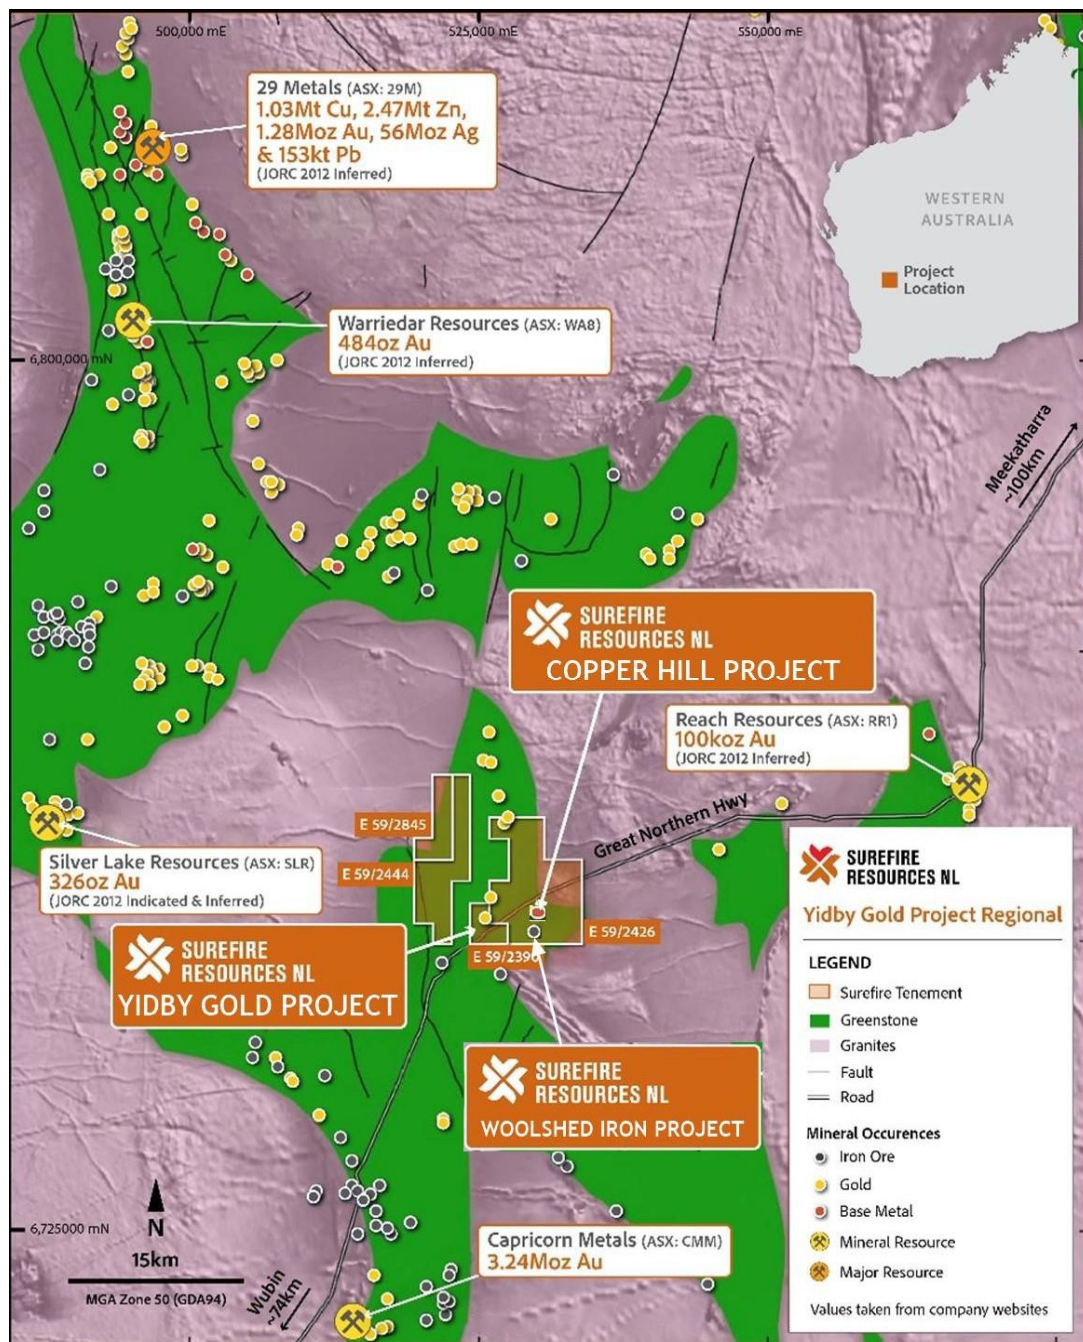 500,000 mE
525,000 mE
550,000 mE
29 Metals (ASX: 29M)
1.03Mt Cu, 2.47Mt Zn,
1.28Moz Au, 56Moz Ag
& 153kt Pb
(JORC 2012 Inferred)
WESTERN
AUSTRALIA
Project
Location
Warriedar Resources (ASX: WA8)
484oz Au
(JORC 2012 Inferred)
6,800,000 mN
Meekatharra
~100km
SUREFIRE
RESOURCES NL
COPPER HILL PROJECT
Reach Resources (ASX: RR1)
100koz Au
(JORC 2012 Inferred)
Great Northern Hwy
E 59/2845
E 59/2444
Silver Lake Resources (ASX: SLR)
326oz Au
(JORC 2012 Indicated & Inferred)
E 59/2426
E 59/2390
SUREFIRE
RESOURCES NL
YIDBY GOLD PROJECT
SUREFIRE
RESOURCES NL
WOOLSHED IRON PROJECT
SUREFIRE
RESOURCES NL
Yidby Gold Project Regional
LEGEND
Surefire Tenement
Greenstone
Granites
Fault
Road
Mineral Occurences
Iron Ore
Gold
Base Metal
Mineral Resource
Major Resource
Values taken from company websites
6,725000 mN
N
15km
MGA Zone 50 (GDA94)
Wubin
~74km
Capricorn Metals (ASX: CMM)
3.24Moz Au